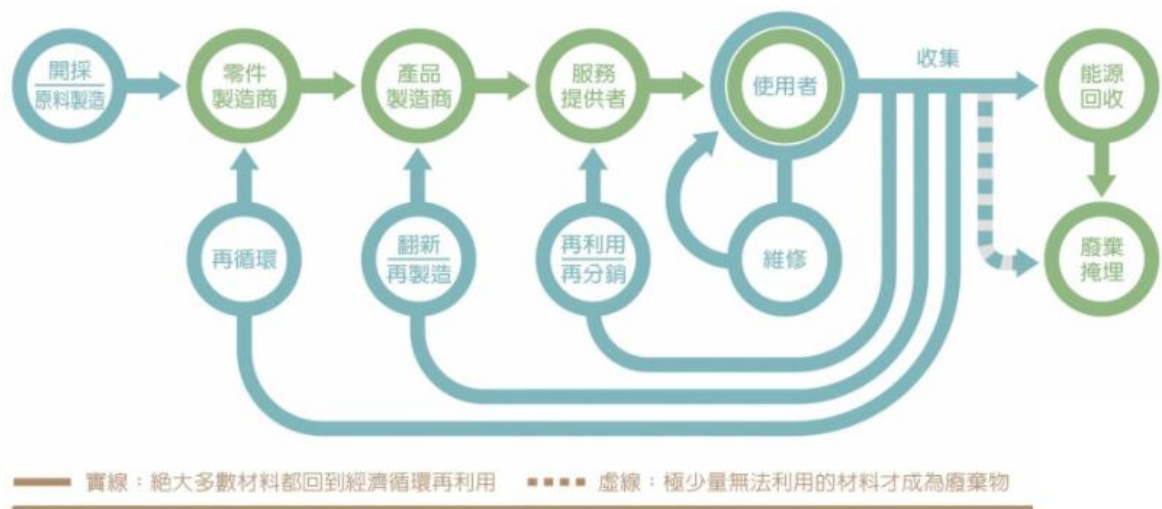 開採
原料製造
零件
製造商
產品
製造商
服務
提供者
使用者
收集
能源
回收
再循環
翻新
再製造
再利用
再分銷
維修
廢棄
掩埋
實線：絕大多數材料都回到經濟循環再利用
虛線：極少量無法利用的材料才成為廢棄物